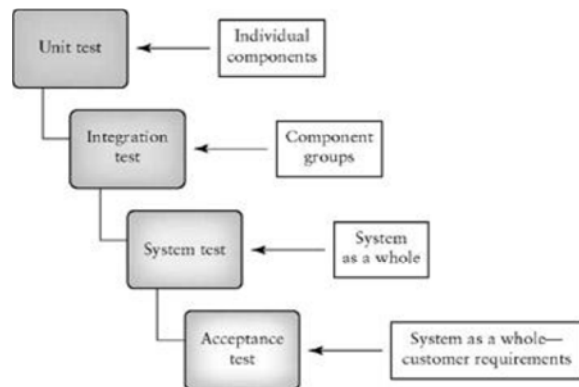 Unit test
Individual
components
Integration
test
Component
groups
System test
System
as a whole
Acceptance
test
System as a whole—
customer requirements